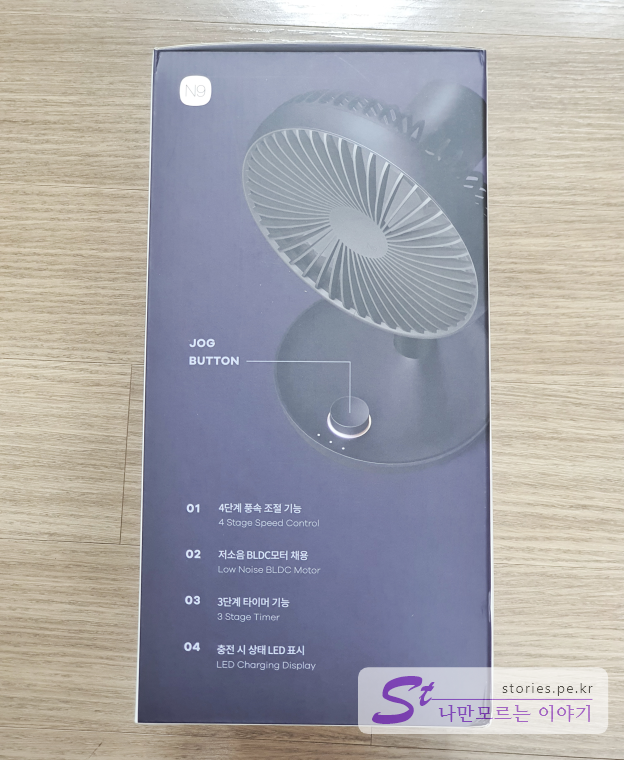 N9
JOG
BUTTON
01 4단계 풍속 조절 기능
4 Stage Speed Control
02 저소음 BLDC모터 채용
Low Noise BLDC Motor
03 3단계 타이머 기능
3 Stage Timer
04 충전 시 상태 LED 표시
LED Charging Display
St
stories.pe.kr
나만모르는 이야기